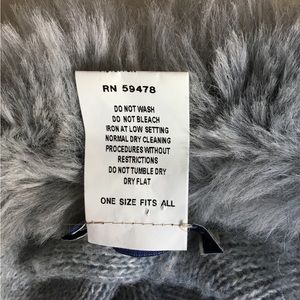 RN 59478
DO NOT WASH
DO NOT BLEACH
IRON AT LOW SETTING
NORMAL DRY CLEANING
PROCEDURES WITHOUT
RESTRICTIONS
DO NOT TUMBLE DRY
DRY FLAT
ONE SIZE FITS ALL